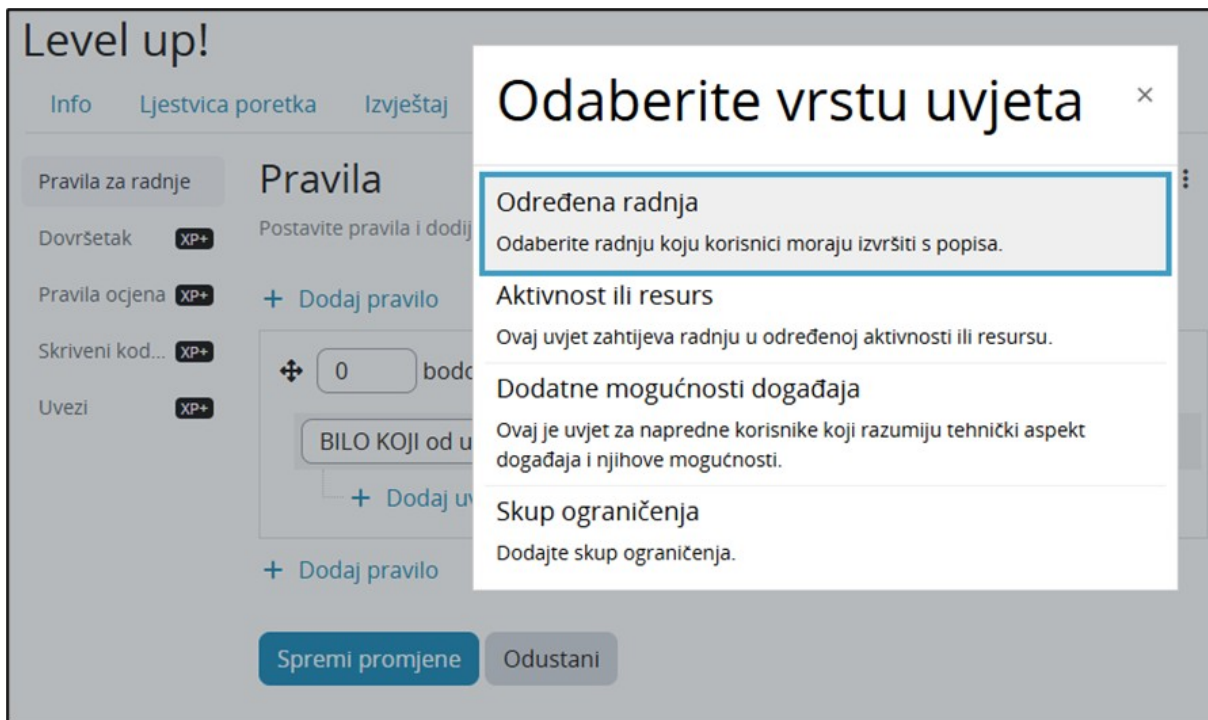 Level up!
Info Ljestvica poretka Izvještaj
Pravila za radnje
Dovršetak XP+
Pravila ocjena XP+
Skriveni kod... XP+
Uvezi XP+
Pravila
Postavite pravila i dodij
+ Dodaj pravilo
0 bodo
BILO KOJI od u
+ Dodaj uv
+ Dodaj pravilo
Spremi promjene Odustani
Odaberite vrstu uvjeta ×
Određena radnja
Odaberite radnju koju korisnici moraju izvršiti s popisa.
Aktivnost ili resurs
Ovaj uvjet zahtijeva radnju u određenoj aktivnosti ili resursu.
Dodatne mogućnosti događaja
Ovaj je uvjet za napredne korisnike koji razumiju tehnički aspekt
događaja i njihove mogućnosti.
Skup ograničenja
Dodajte skup ograničenja.